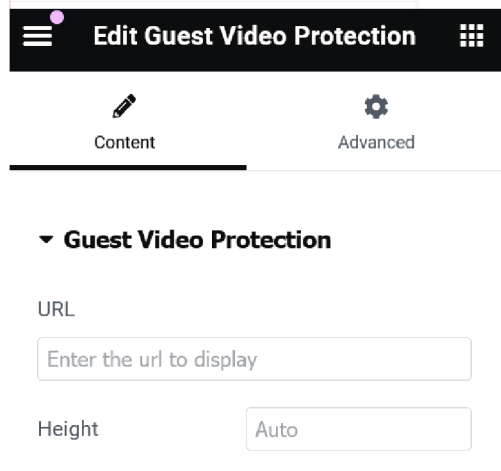 Edit Guest Video Protection
Content Advanced
Guest Video Protection
URL
Enter the url to display
Height Auto